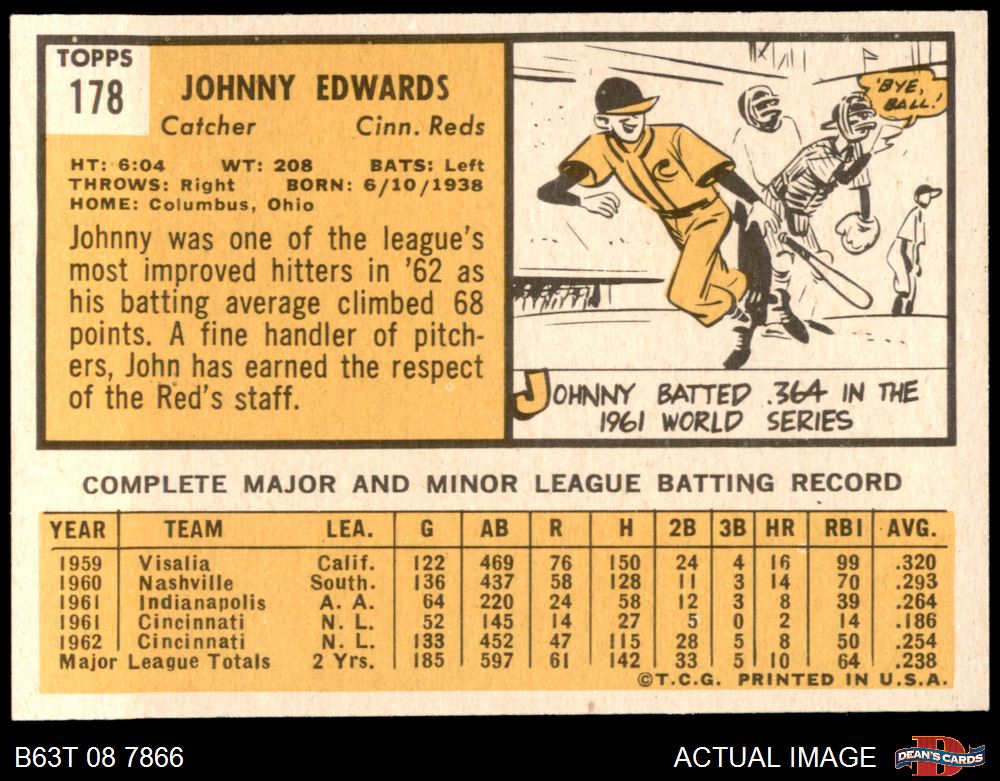 TOPPS
178
JOHNNY EDWARDS
Catcher Cinn. Reds
HT: 6:04 WT: 208 BATS: Left
THROWS: Right BORN: 6/10/1938
HOME: Columbus, Ohio
Johnny was one of the league's
most improved hitters in '62 as
his batting average climbed 68
points. A fine handler of pitch-
ers, John has earned the respect
of the Red's staff.
'BYE,
BALL!
C
JOHNNY BATTED .364 IN THE
1961 WORLD SERIES
COMPLETE MAJOR AND MINOR LEAGUE BATTING RECORD
YEAR TEAM LEA. G AB R H 2B 3B HR RBI AVG.
1959 Visalia Calif. 122 469 76 150 24 4 16 99 .320
1960 Nashville South. 136 437 58 128 11 3 14 70 .293
1961 Indianapolis A. A. 64 220 24 58 12 3 8 39 .264
1961 Cincinnati N. L. 52 145 14 27 5 0 2 14 .186
1962 Cincinnati N. L. 133 452 47 115 28 5 8 50 .254
Major League Totals 2 Yrs. 185 597 61 142 33 5 10 64 .238
©T.C.G. PRINTED IN U.S.A.
B63T 08 7866 ACTUAL IMAGE DEAN'S CARDS